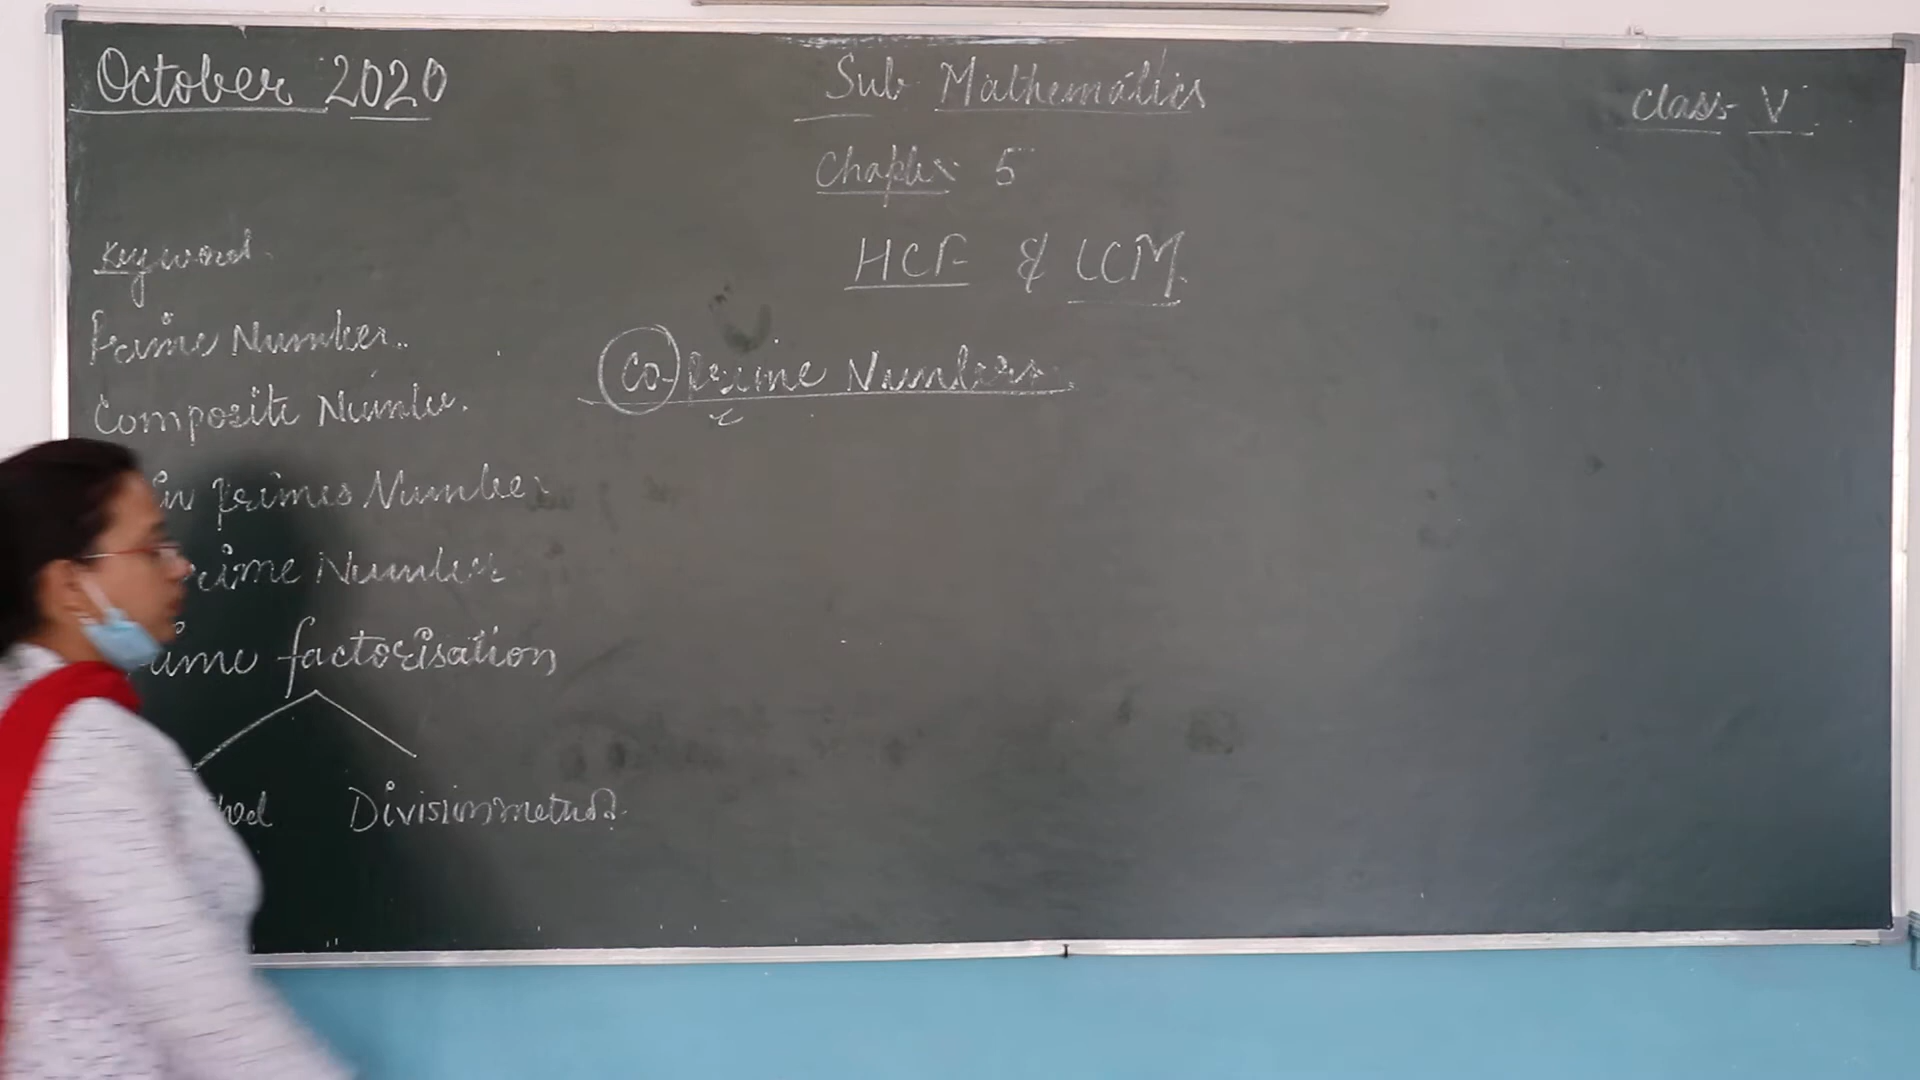 October 2020
Sub Mathematics
Class V
Chapter 5
HCF & LCM
Keyword.
Prime Number.
Composite Number.
primes Number
Number
factorisation
Division method
Co-prime Numbers